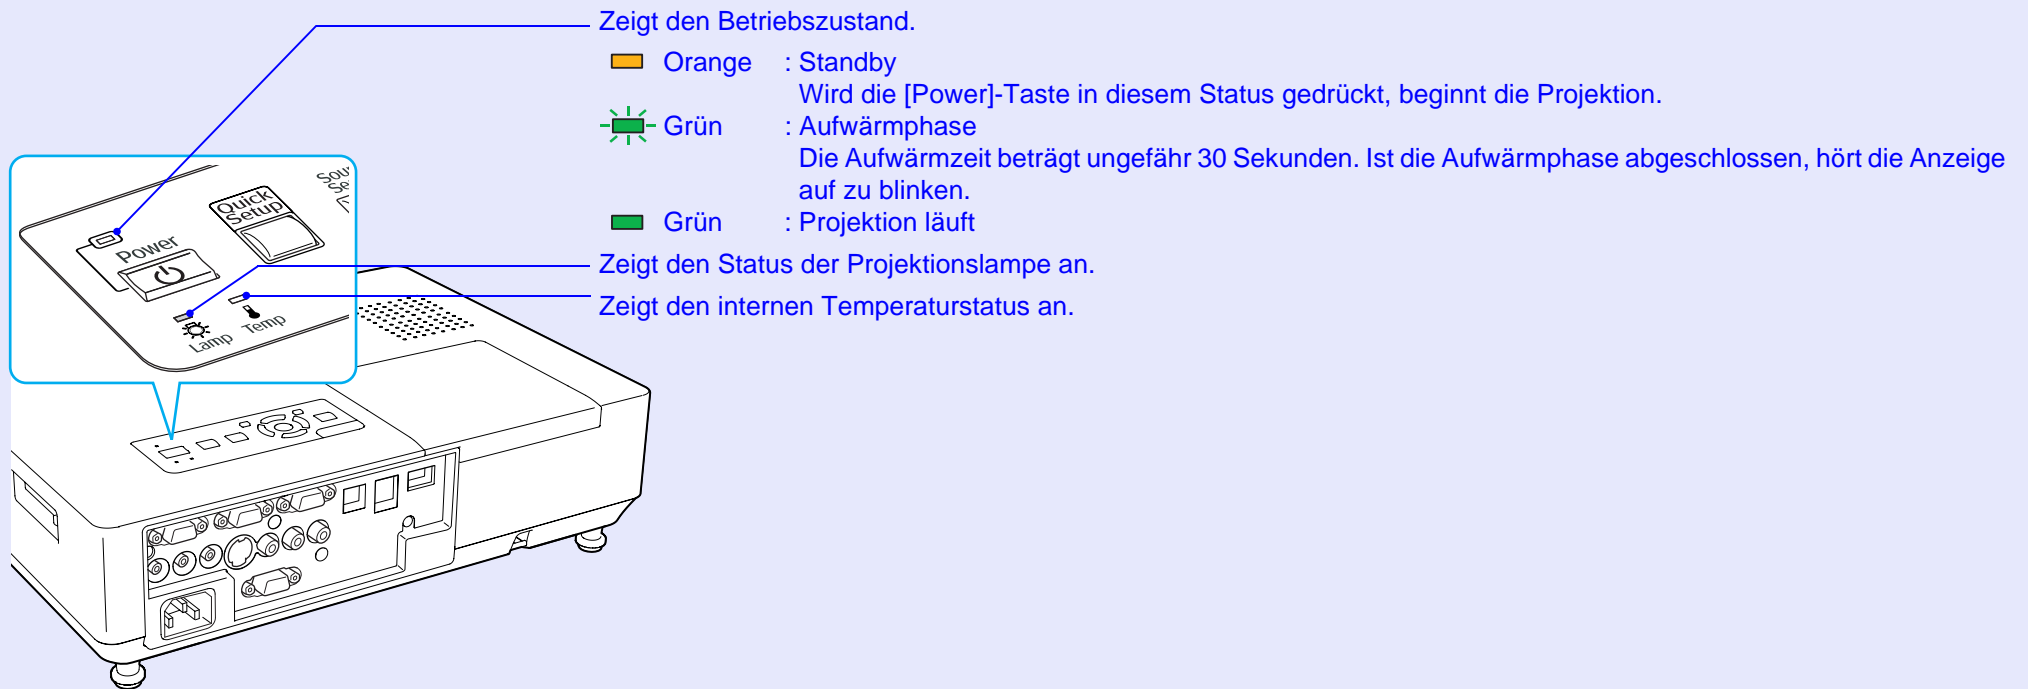 Zeigt den Betriebszustand.
Orange : Standby
Wird die [Power]-Taste in diesem Status gedrückt, beginnt die Projektion.
Grün : Aufwärmphase
Die Aufwärmzeit beträgt ungefähr 30 Sekunden. Ist die Aufwärmphase abgeschlossen, hört die Anzeige
auf zu blinken.
Grün : Projektion läuft
Zeigt den Status der Projektionslampe an.
Zeigt den internen Temperaturstatus an.
Power
Quick
Setup
Sou
Se
Lamp
Temp